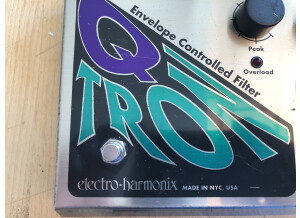 Q
TRON
Envelope Controlled Filter
Peak
Overload
electro-harmonix MADE IN NYC, USA